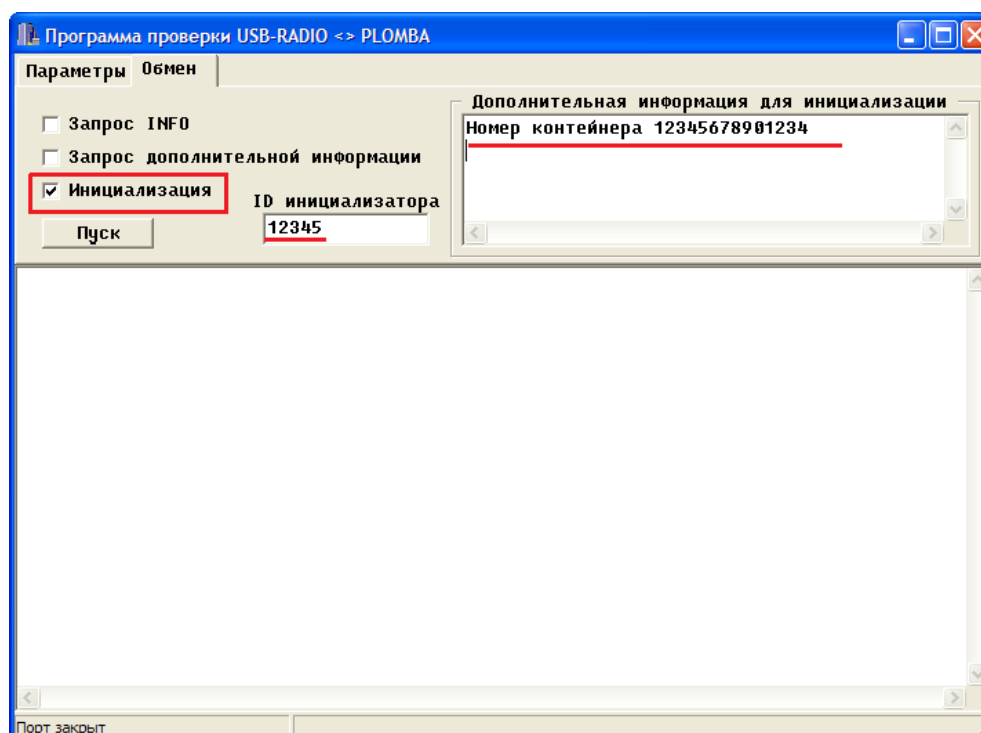 Программа проверки USB-RADIO <> PLOMBA
Параметры Обмен
Запрос INFO
Запрос дополнительной информации
Инициализация
Пуск
ID инициализатора
12345
Дополнительная информация для инициализации
Номер контейнера 12345678901234
Порт закрыт